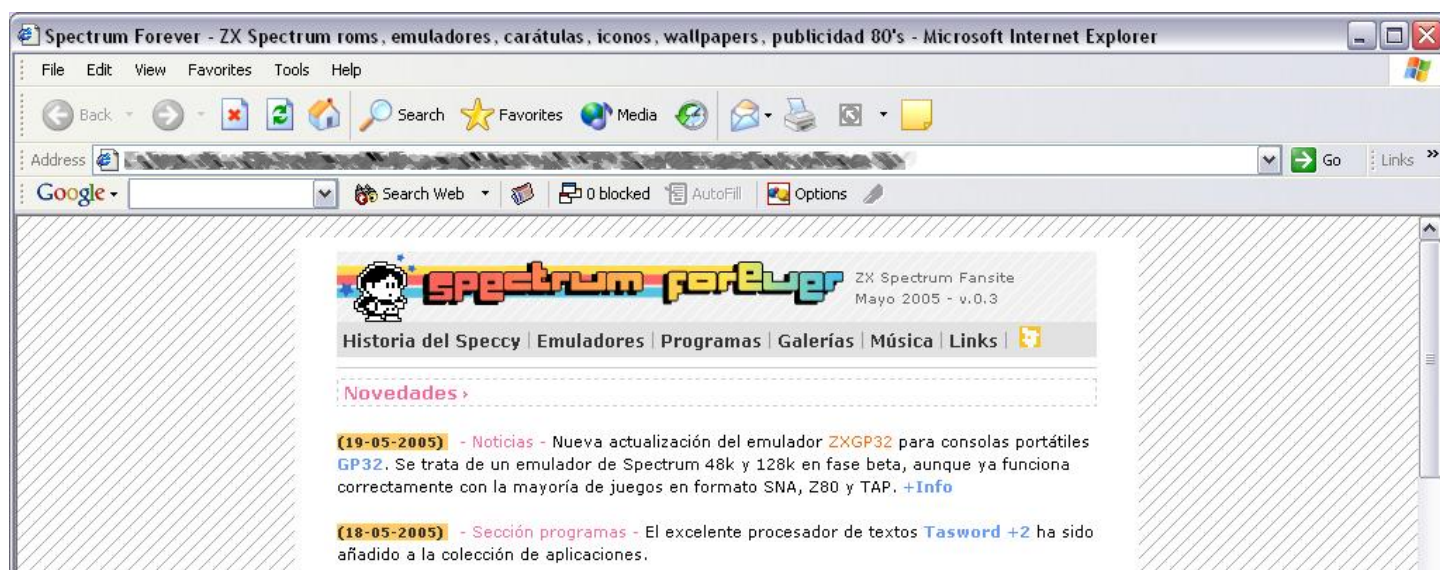 Spectrum Forever - ZX Spectrum roms, emuladores, carátulas, iconos, wallpapers, publicidad 80's - Microsoft Internet Explorer
File Edit View Favorites Tools Help
Back Search Favorites Media
Address Go Links »
Google Search Web 0 blocked AutoFill Options
spectrum forever ZX Spectrum Fansite
Mayo 2005 - v.0.3
Historia del Speccy | Emuladores | Programas | Galerías | Música | Links |
Novedades ›
(19-05-2005) - Noticias - Nueva actualización del emulador ZXGP32 para consolas portátiles
GP32. Se trata de un emulador de Spectrum 48k y 128k en fase beta, aunque ya funciona
correctamente con la mayoría de juegos en formato SNA, Z80 y TAP. +Info
(18-05-2005) - Sección programas - El excelente procesador de textos Tasword +2 ha sido
añadido a la colección de aplicaciones.